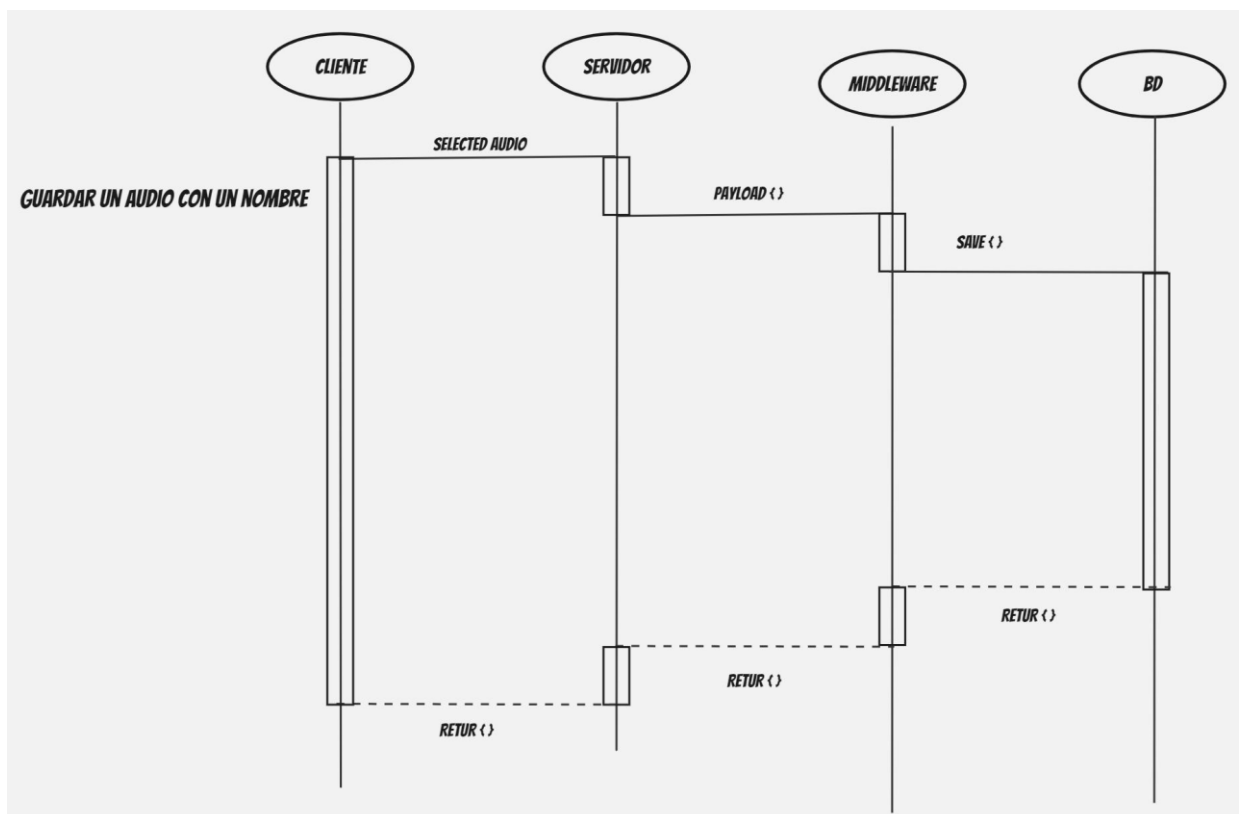 CLIENTE
SERVIDOR
MIDDLEWARE
BD
SELECTED AUDIO
GUARDAR UN AUDIO CON UN NOMBRE
PAYLOAD { }
SAVE { }
RETUR { }
RETUR { }
RETUR { }